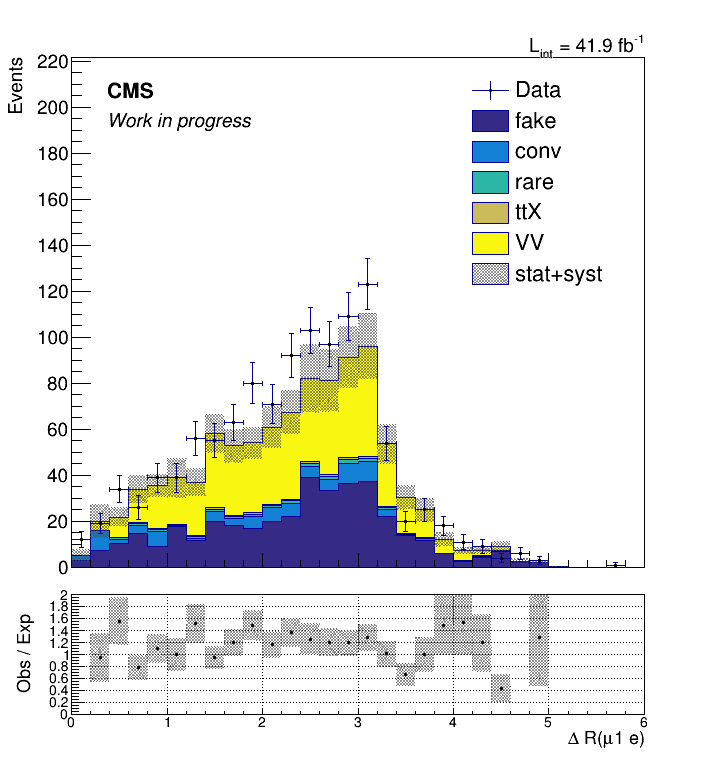 L_int = 41.9 fb^-1
Events
220
200
180
160
140
120
100
80
60
40
20
0
CMS
Work in progress
Data
fake
conv
rare
ttX
VV
stat+syst
Obs / Exp
2
1.8
1.6
1.4
1.2
1
0.8
0.6
0.4
0.2
0
0 1 2 3 4 5 6
Δ R(μ1 e)